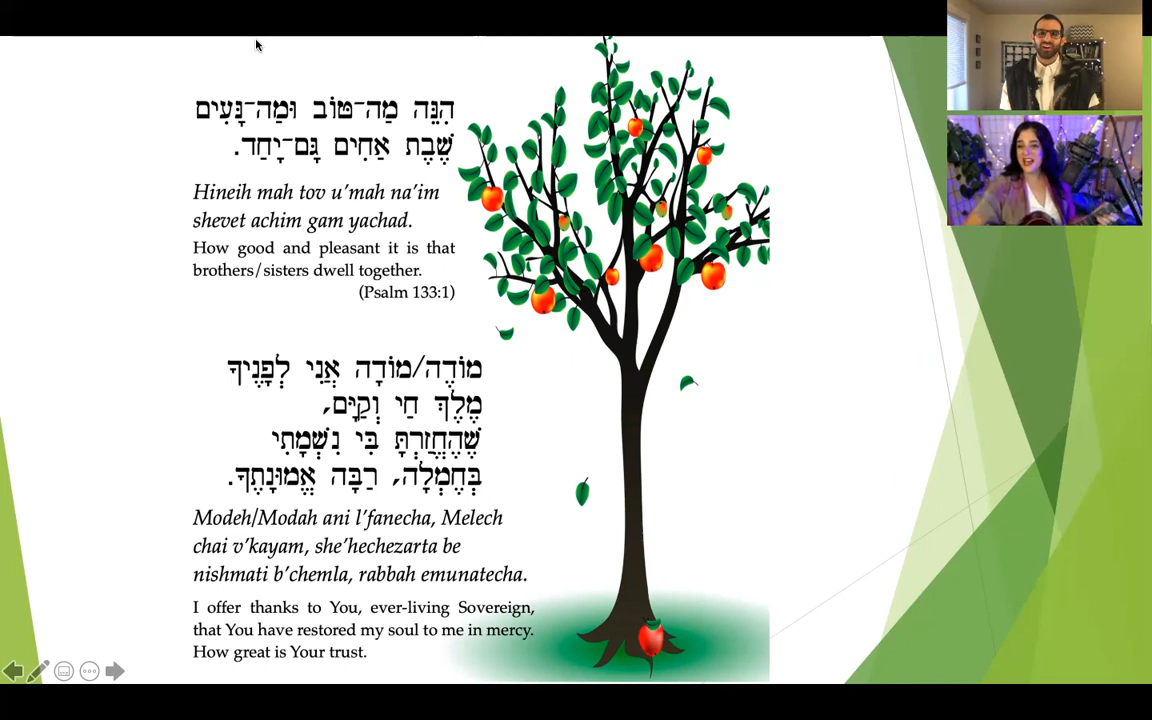 הִנֵּה מַה־טּוֹב וּמַה־נָּעִים
שֶׁבֶת אַחִים גַּם־יָחַד.
Hineih mah tov u’mah na’im
shevet achim gam yachad.
How good and pleasant it is that
brothers/sisters dwell together.
(Psalm 133:1)
מוֹדֶה/מוֹדָה אֲנִי לְפָנֶיךָ
מֶלֶךְ חַי וְקַיָּם,
שֶׁהֶחֱזַרְתָּ בִּי נִשְׁמָתִי
בְּחֶמְלָה, רַבָּה אֱמוּנָתֶךָ.
Modeh/Modah ani l’fanecha, Melech
chai v’kayam, she’hechezarta be
nishmati b’chemla, rabbah emunatecha.
I offer thanks to You, ever-living Sovereign,
that You have restored my soul to me in mercy.
How great is Your trust.